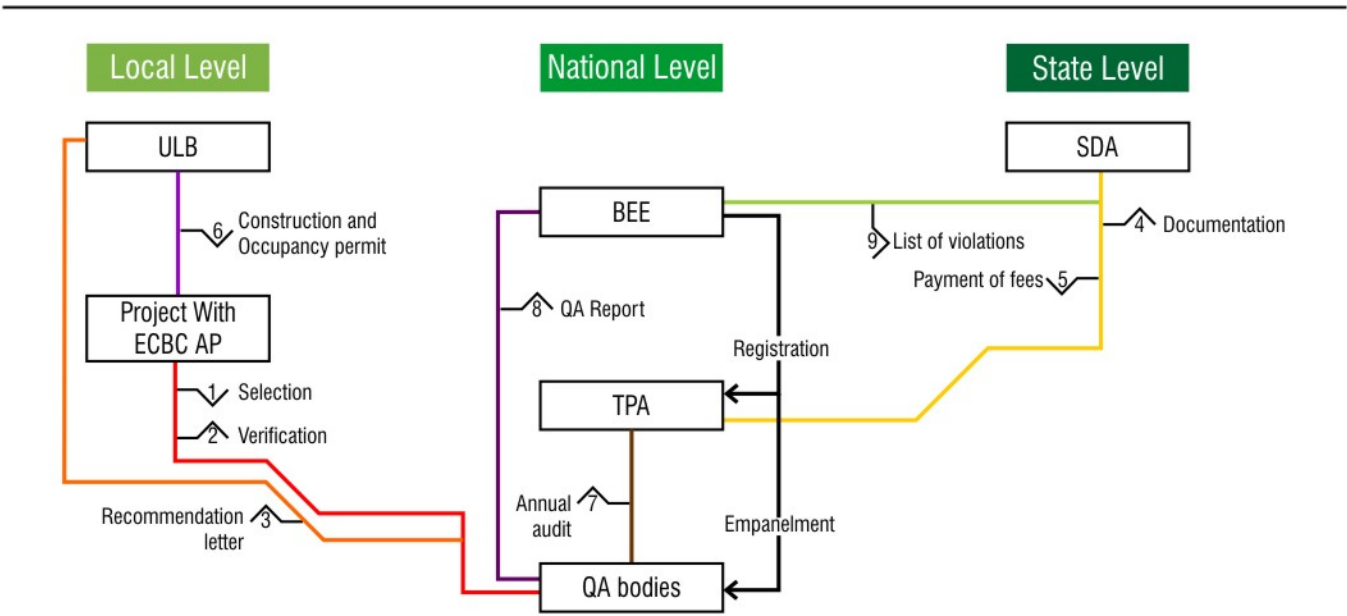 Local Level
National Level
State Level
ULB
SDA
BEE
6
Construction and
Occupancy permit
4
Documentation
9
List of violations
Payment of fees
5
Project With
ECBC AP
8
QA Report
Registration
1
Selection
TPA
2
Verification
Annual
audit
7
Recommendation
letter
3
Empanelment
QA bodies